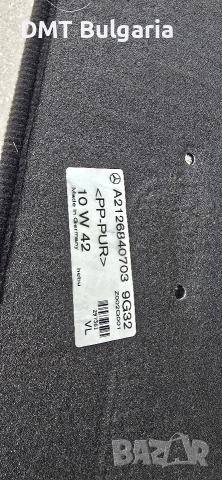 DMT Bulgaria
A2126840703 9G32
<PP-PUR>
10 W 42
Made in Germany
VL
bazar